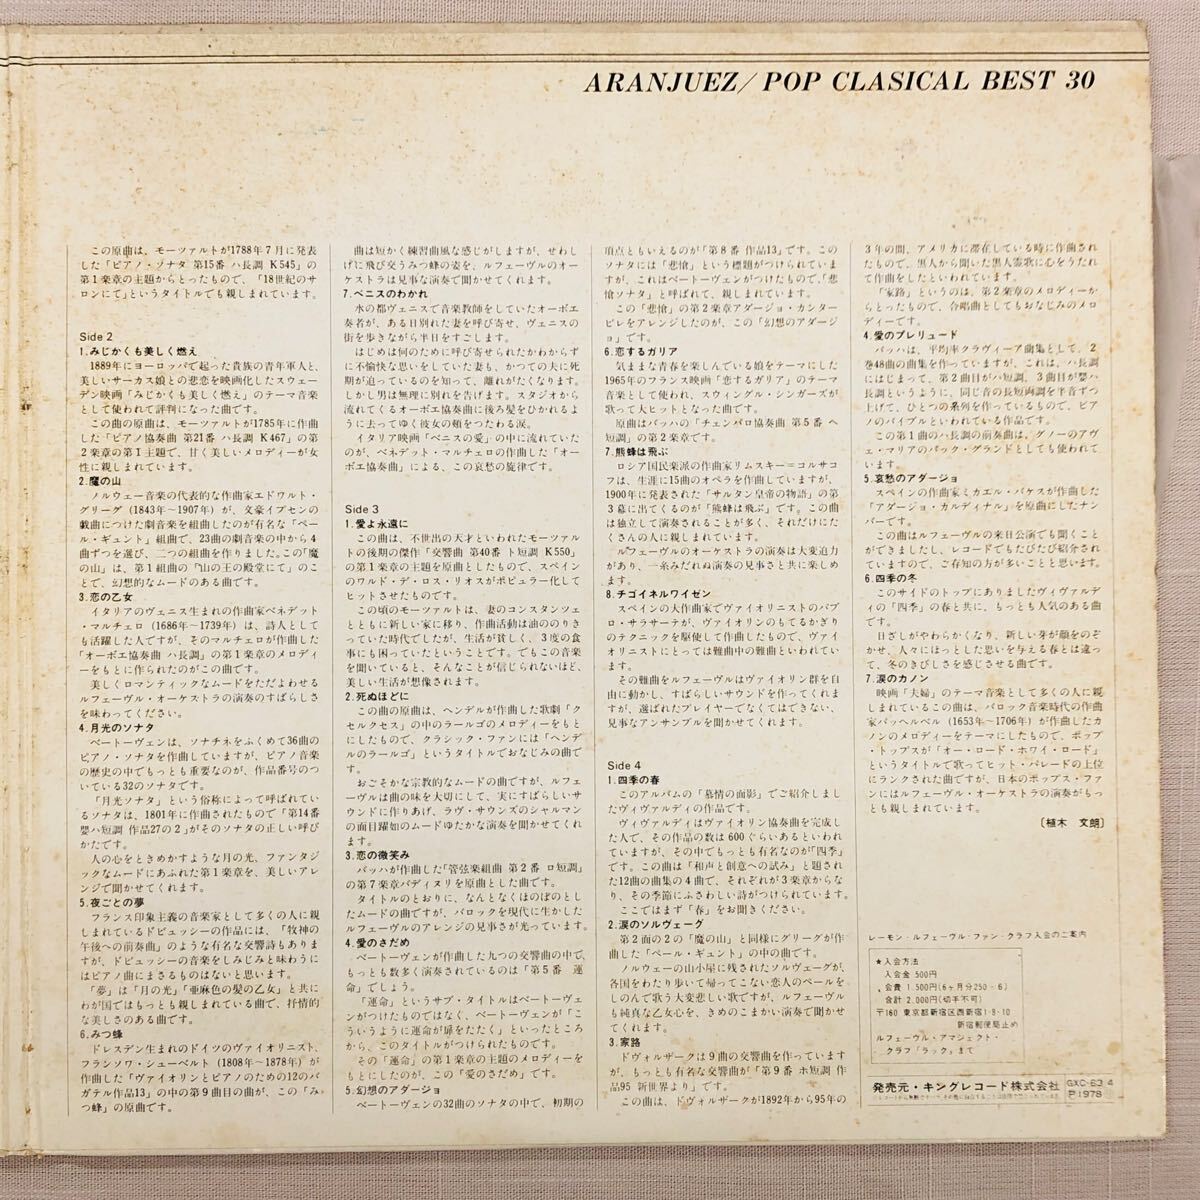 ARANJUEZ/ POP CLASICAL BEST 30
この原曲は、モーツァルトが1788年7月に発表
した「ピアノ・ソナタ 第15番 ハ長調 K545」の
第1楽章の主題からとったもので、「18世紀のサ
ロンにて」というタイトルでも親しまれています。
Side 2
1.みじかくも美しく燃え
1889年にヨーロッパで起った貴族の青年軍人と、
美しいサーカス娘との悲恋を映画化したスウェー
デン映画「みじかくも美しく燃え」のテーマ音楽
として使われて評判になった曲です。
この曲の原曲は、モーツァルトが1785年に作曲
した「ピアノ協奏曲 第21番 ハ長調 K467」の第
2楽章の第1主題で、甘く美しいメロディーが女
性に親しまれています。
2.魔の山
ノルウェー音楽の代表的な作曲家エドワルト・
グリーグ(1843年〜1907年)が、文豪イプセンの
戯曲につけた劇音楽を組曲したのが有名な「ペー
ル・ギュント」組曲で、23曲の劇音楽の中から4
曲ずつを選び、二つの組曲を作りました。この「魔
の山」は、第1組曲の「山の王の殿堂にて」のこ
とで、幻想的なムードのある曲です。
3.恋の乙女
イタリアのヴェニス生まれの作曲家ベネデット
・マルチェロ(1686年〜1739年)は、詩人として
も活躍した人ですが、そのマルチェロが作曲した
「オーボエ協奏曲 ハ長調」の第1楽章のメロディ
ーをもとに作られたのがこの曲です。
美しくロマンティックなムードをただよわせる
ルフェーヴル・オーケストラの演奏のすばらしさ
を味わってください。
4.月光のソナタ
ベートーヴェンは、ソナチネをふくめて36曲の
ピアノ・ソナタを作曲していますが、ピアノ音楽
の歴史の中でもっとも重要なのが、作品番号のつ
いている32のソナタです。
「月光ソナタ」という俗称によって呼ばれてい
るソナタは、1801年に作曲されたもので「第14番
嬰ハ短調 作品27の2」がそのソナタの正しい呼び
かたです。
人の心をときめかすような月の光、ファンタジ
ックなムードにあふれた第1楽章を、美しいアレ
ンジで聞かせてくれます。
5.夜ごとの夢
フランス印象主義の音楽家として多くの人に親
しまれているドビュッシーの作品には、「牧神の
午後への前奏曲」のような有名な交響詩もありま
すが、ドビュッシーの音楽をしみじみと味わうに
はピアノ曲にまさるものはないと思います。
「夢」は「月の光」「亜麻色の髪の乙女」と共に
わが国ではもっとも親しまれている曲で、抒情的
な美しさのある曲です。
6.みつ蜂
ドレスデン生まれのドイツのヴァイオリニスト、
フランソワ・シューベルト(1808年〜1878年)が
作曲した「ヴァイオリンとピアノのための12のバ
ガテル作品13」の中の第9曲目の曲が、この「み
つ蜂」の原曲です。
曲は短かく練習曲風な感じがしますが、せわし
げに飛び交うみつ蜂の姿を、ルフェーヴルのオー
ケストラは見事な演奏で聞かせてくれます。
7.ベニスのわかれ
水の都ヴェニスで音楽教師をしていたオーボエ
奏者が、ある日別れた妻を呼び寄せ、ヴェニスの
街を歩きながら半日をすごします。
はじめは何のために呼び寄せられたかわからず
に不愉快な思いをしていた妻も、かつての夫に死
期が迫っているのを知って、離れがたくなります。
しかし男は無理に別れを告げます。スタジオから
流れてくるオーボエ協奏曲に後ろ髪をひかれるよ
うに去ってゆく彼女の頬をつたわる涙。
イタリア映画「ベニスの愛」の中に流れていた
のが、ベネデット・マルチェロの作曲した「オー
ボエ協奏曲」による、この哀愁の旋律です。
Side 3
1.愛よ永遠に
この曲は、不世出の天才といわれたモーツァル
トの後期の傑作「交響曲 第40番 ト短調 K550」
の第1楽章の主題を原曲としたもので、スペイン
のワルド・デ・ロス・リオスがポピュラー化して
ヒットさせたものです。
この頃のモーツァルトは、妻のコンスタンツェ
とともに新しい家に移り、作曲活動は油ののりき
っていた時代でしたが、生活が貧しく、3度の食
事にも困っていたということです。でもこの音楽
を聞いていると、そんなことが信じられないほど、
美しい生活が想像されます。
2.死ぬほどに
この曲の原曲は、ヘンデルが作曲した歌劇「ク
セルクセス」の中のラールゴのメロディーをもと
にしたもので、クラシック・ファンには「ヘンデ
ルのラールゴ」というタイトルでおなじみの曲で
す。
おごそかな宗教的なムードの曲ですが、ルフェ
ーヴルは曲の味を大切にして、実にすばらしいサ
ウンドに作りあげ、ラヴ・サウンズのシャルマン
の面目躍如のムードゆたかな演奏を聞かせてくれま
す。
3.恋の微笑み
バッハが作曲した「管弦楽組曲 第2番 ロ短調」
の第7楽章バディヌリを原曲とした曲です。
タイトルのとおりに、なんとなくほのぼのとし
たムードの曲ですが、バロックを現代に生かした
ルフェーヴルのアレンジの見事さが光っています。
4.愛のさだめ
ベートーヴェンが作曲した九つの交響曲の中で、
もっとも数多く演奏されているのは「第5番 運
命」でしょう。
「運命」というサブ・タイトルはベートーヴェ
ンがつけたものではなく、ベートーヴェンが「こ
ういうように運命が扉をたたく」といったところ
から、このタイトルがつけられたものです。
その「運命」の第1楽章の主題のメロディーを
もとにしたのが、この「愛のさだめ」です。
5.幻想のアダージョ
ベートーヴェンの32曲のソナタの中で、初期の
頂点ともいえるのが「第8番 作品13」です。この
ソナタには「悲愴」という標題がつけられていま
すが、これはベートーヴェンがつけたもので、「悲
愴ソナタ」と呼ばれて、親しまれています。
この「悲愴」の第2楽章アダージョ・カンター
ビレをアレンジしたのが、この「幻想のアダージ
ョ」です。
6.恋するガリア
気ままな青春を楽しんでいる娘をテーマにした
1965年のフランス映画「恋するガリア」のテーマ
音楽として使われ、スウィングル・シンガーズが
歌って大ヒットとなった曲です。
原曲はバッハの「チェンバロ協奏曲 第5番 ヘ
短調」の第2楽章です。
7.熊蜂は飛ぶ
ロシア国民楽派の作曲家リムスキー＝コルサコ
フは、生涯に15曲のオペラを作曲していますが、
1900年に発表された「サルタン皇帝の物語」の第
3幕に出てくるのが「熊蜂は飛ぶ」です。この曲
は独立して演奏されることが多く、それだけにた
くさんの人に親しまれています。
ルフェーヴルのオーケストラの演奏は大変迫力
があり、一糸みだれぬ演奏の見事さと共に楽しめ
ます。
8.チゴイネルワイゼン
スペインの大作曲家でヴァイオリニストのパブ
ロ・サラサーテが、ヴァイオリンのもてるかぎり
のテクニックを駆使して作曲したもので、ヴァイ
オリニストにとっては難曲中の難曲といわれてい
ます。
その難曲をルフェーヴルはヴァイオリン群を自
由に動かし、すばらしいサウンドを作ってくれま
すが、選ばれたプレイヤーでなくてはできない、
見事なアンサンブルを聞かせてくれます。
Side 4
1.四季の春
このアルバムの「慕情の面影」でご紹介しまし
たヴィヴァルディの作品です。
ヴィヴァルディはヴァイオリン協奏曲を完成し
た人で、その作品の数は600ぐらいあるといわれ
ていますが、その中でもっとも有名なのが「四季」
です。この曲は「和声と創意への試み」と題され
た12曲の曲集の4曲で、それぞれが3楽章からな
り、その季節にふさわしい詩がつけられています。
ここではまず「春」をお聞きください。
2.涙のソルヴェーグ
第2面の2の「魔の山」と同様にグリーグが作
曲した「ペール・ギュント」の中の曲です。
ノルウェーの山小屋に残されたソルヴェーグが、
各国をわたり歩いて帰ってこない恋人のペールを
しのんで歌う大変悲しい歌ですが、ルフェーヴル
も純真な乙女心を、きめのこまかい演奏で聞かせ
てくれます。
3.家路
ドヴォルザークは9曲の交響曲を作っています
が、もっとも有名な交響曲が「第9番 ホ短調 作
品95 新世界より」です。
この曲は、ドヴォルザークが1892年から95年の
3年の間、アメリカに滞在している時に作曲され
たもので、黒人から聞いた黒人霊歌に心をうたれ
て作曲をしたといわれています。
「家路」というのは、第2楽章のメロディーか
らとったもので、合唱曲としてもおなじみのメロ
ディーです。
4.愛のプレリュード
バッハは、平均率クラヴィーア曲集として、2
巻48曲の曲集を作っていますが、これは、ハ長調
にはじまって、第2曲目がハ短調、3曲目が嬰ハ
長調というように、同じ音の長短両調を半音ずつ
上げて、ひとつの系列を作っているもので、ピア
ノのバイブルといわれている作品です。
この第1曲のハ長調の前奏曲は、グノーのアヴ
ェ・マリアのバック・グランドとしても使われて
います。
5.哀愁のアダージョ
スペインの作曲家ミカエル・バケスが作曲した
「アダージョ・カルディナル」を原曲にしたナン
バーです。
この曲はルフェーヴルの来日公演でも聞くこと
ができましたし、レコードでもたびたび紹介され
ていますので、ご存知の方が多いことと思います。
6.四季の冬
このサイドのトップにありましたヴィヴァルデ
ィの「四季」の春と共に、もっとも人気のある曲
です。
日ざしがやわらかくなり、新しい芽が顔をのぞ
かせ、人々にほっとした思いを与える春とは違っ
て、冬のきびしさを感じさせる曲です。
7.涙のカノン
映画「夫婦」のテーマ音楽として多くの人に親
しまれているこの曲は、バロック音楽時代の作曲
家パッヘルベル(1653年〜1706年)が作曲したカ
ノンのメロディーをテーマにしたもので、ポップ
・トップスが「オー・ロード・ホワイ・ロード」
というタイトルで歌ってヒット・パレードの上位
にランクされた曲ですが、日本のポップス・ファ
ンにはルフェーヴル・オーケストラの演奏がもっ
とも親しまれています。
〔植木 文朗〕
レーモン・ルフェーヴル・ファン・クラブ入会のご案内
★入会方法
入会金 500円
会費 1,500円(6ヶ月分250×6)
合計 2,000円(切手不可)
〒160 東京都新宿区西新宿1-8-10
新宿郵便局止め
ルフェーヴル・アマジェクト・
クラブ「ラック」まで
発売元・キングレコード株式会社
GXC-63 4
Ⓟ1978